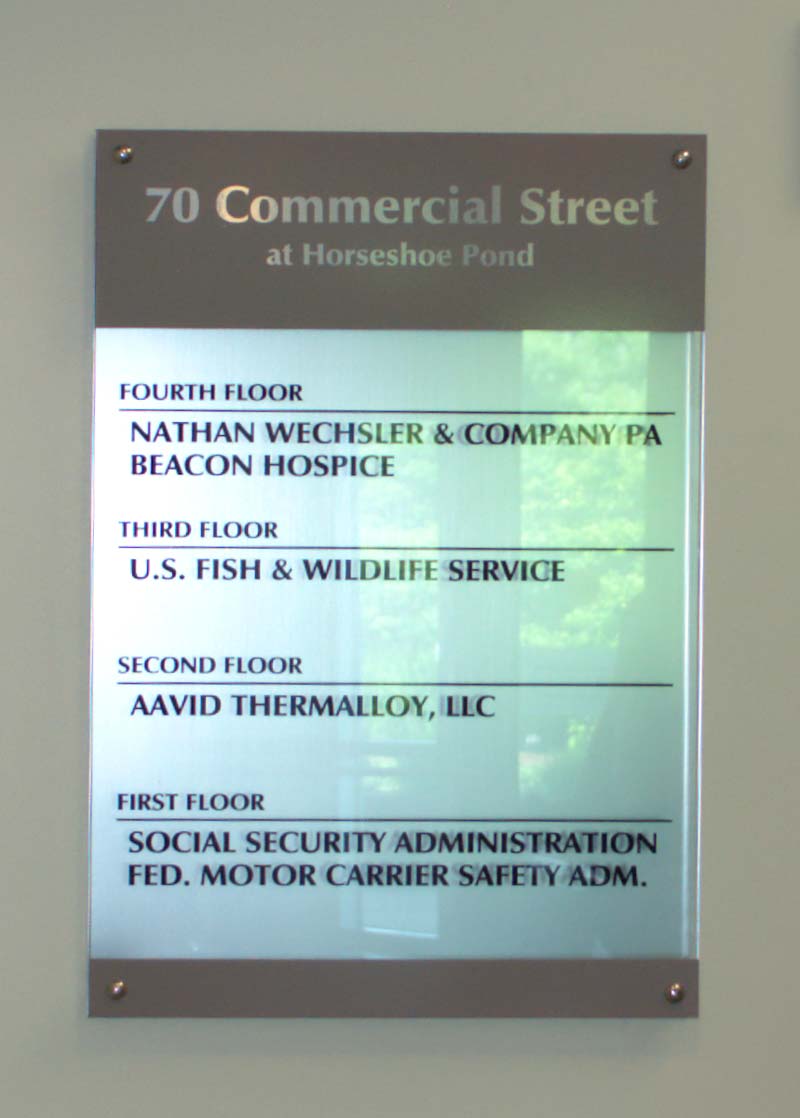 70 Commercial Street
at Horseshoe Pond
FOURTH FLOOR
NATHAN WECHSLER & COMPANY PA
BEACON HOSPICE
THIRD FLOOR
U.S. FISH & WILDLIFE SERVICE
SECOND FLOOR
AAVID THERMALLOY, LLC
FIRST FLOOR
SOCIAL SECURITY ADMINISTRATION
FED. MOTOR CARRIER SAFETY ADM.